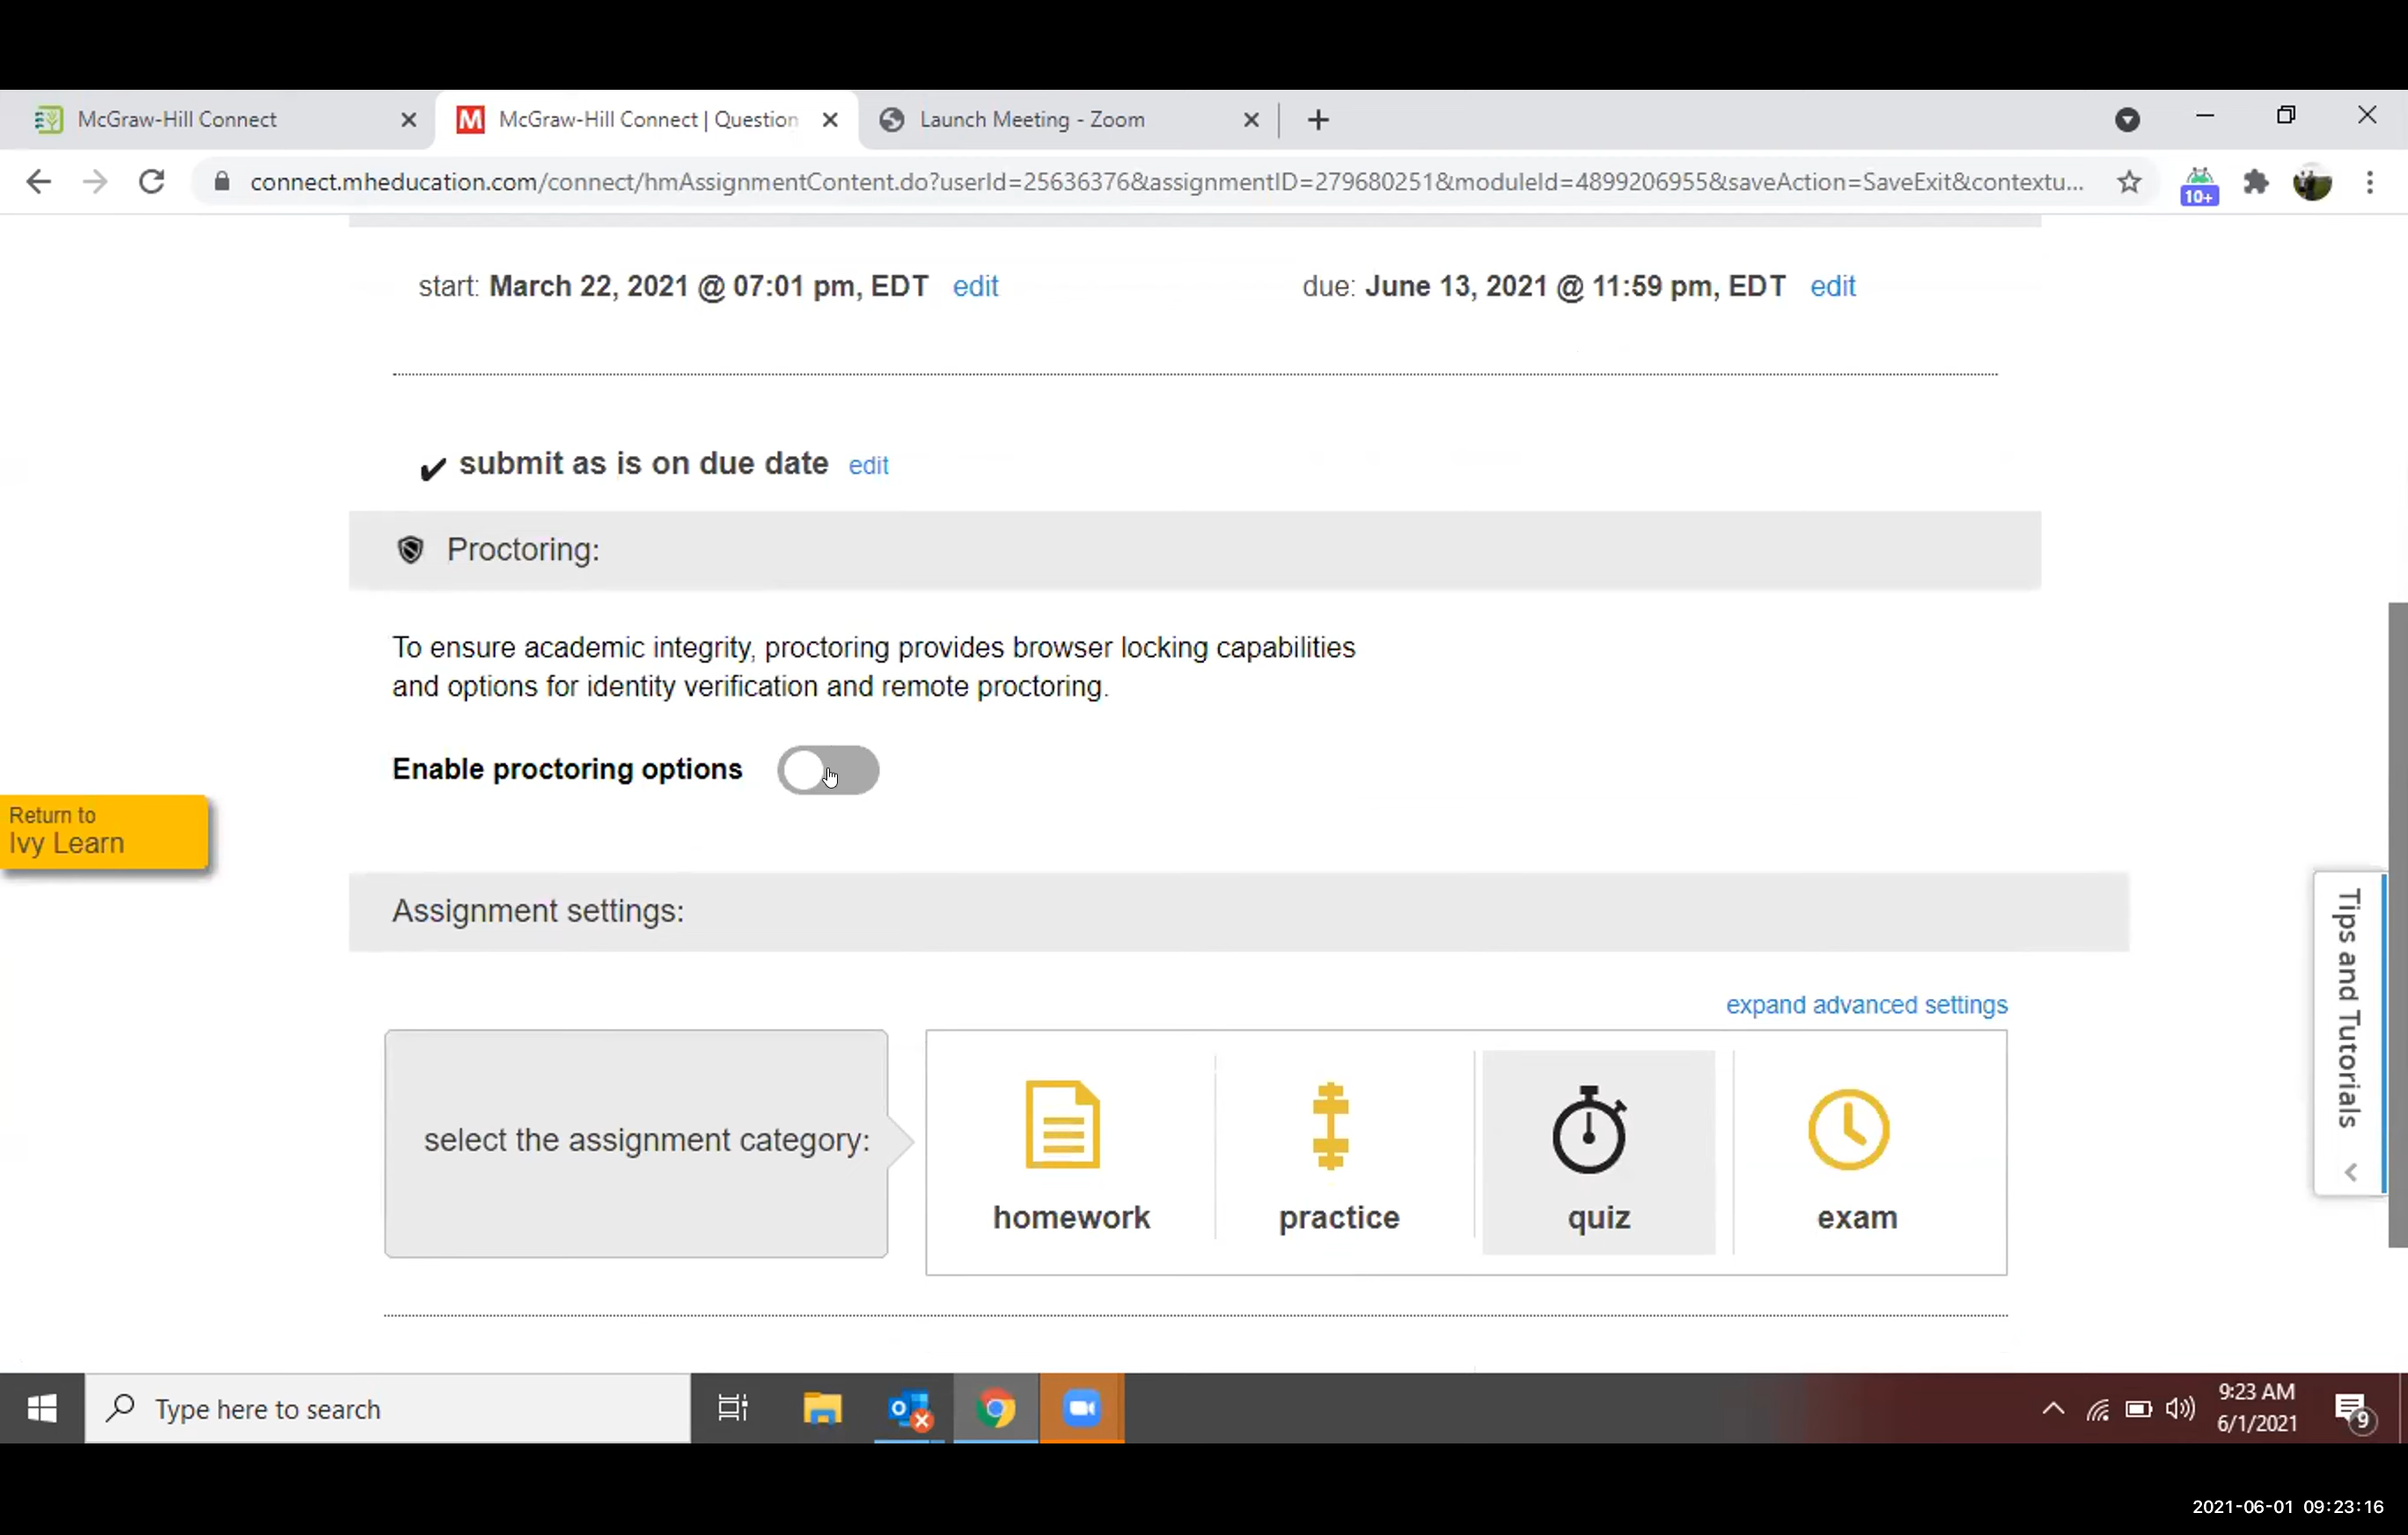 McGraw-Hill Connect
McGraw-Hill Connect | Question
Launch Meeting - Zoom
connect.mheducation.com/connect/hmAssignmentContent.do?userId=25636376&assignmentID=279680251&moduleId=4899206955&saveAction=SaveExit&contextu...
10+
start: March 22, 2021 @ 07:01 pm, EDT edit
due: June 13, 2021 @ 11:59 pm, EDT edit
submit as is on due date edit
Proctoring:
To ensure academic integrity, proctoring provides browser locking capabilities
and options for identity verification and remote proctoring.
Enable proctoring options
Return to
Ivy Learn
Assignment settings:
Tips and Tutorials
expand advanced settings
select the assignment category:
homework
practice
quiz
exam
Type here to search
9:23 AM
6/1/2021
9
2021-06-01 09:23:16